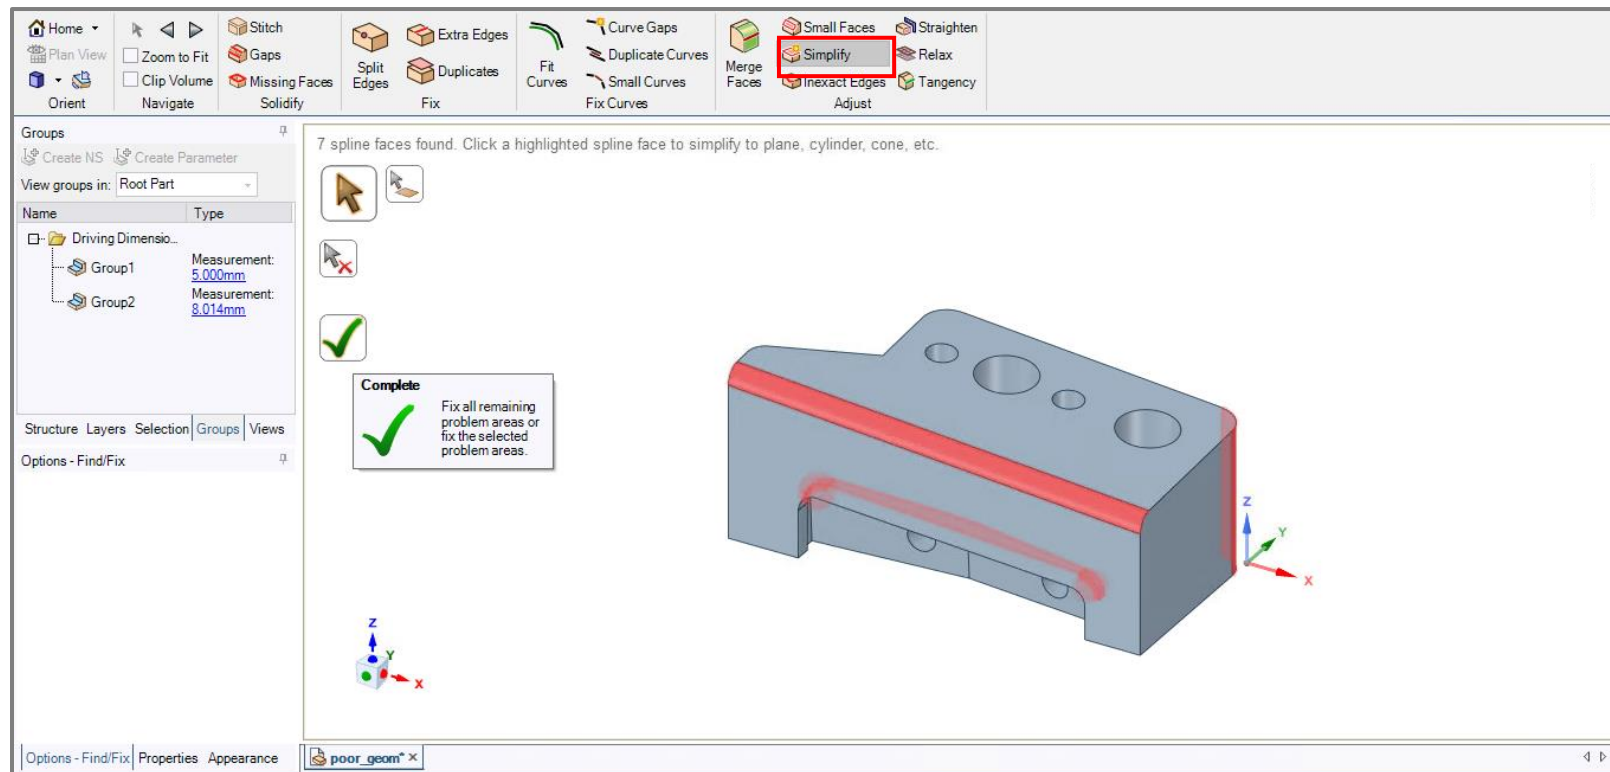 Home
Plan View
Orient
Zoom to Fit
Clip Volume
Navigate
Stitch
Gaps
Missing Faces
Solidify
Split
Edges
Extra Edges
Duplicates
Fix
Fit
Curves
Curve Gaps
Duplicate Curves
Small Curves
Fix Curves
Merge
Faces
Small Faces
Simplify
Inexact Edges
Straighten
Relax
Tangency
Adjust
Groups
Create NS Create Parameter
View groups in: Root Part
Name Type
Driving Dimensio...
Group1 Measurement:
5.000mm
Group2 Measurement:
8.014mm
Structure Layers Selection Groups Views
Options - Find/Fix
7 spline faces found. Click a highlighted spline face to simplify to plane, cylinder, cone, etc.
Complete
Fix all remaining
problem areas or
fix the selected
problem areas.
Z
Y
X
Z
Y
X
Options - Find/Fix Properties Appearance
poor_geom*